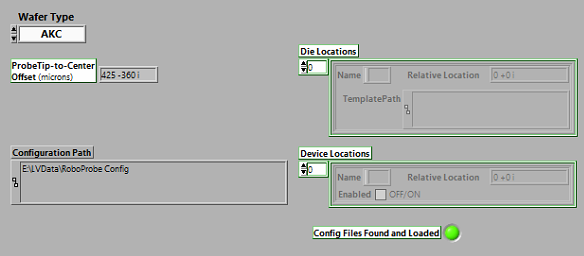 Wafer Type
AKC
ProbeTip-to-Center
Offset (microns)
425 -360 i
Die Locations
0
Name
Relative Location
0 +0 i
TemplatePath
Configuration Path
E:\LVData\RoboProbe Config
Device Locations
0
Name
Relative Location
0 +0 i
Enabled
OFF/ON
Config Files Found and Loaded